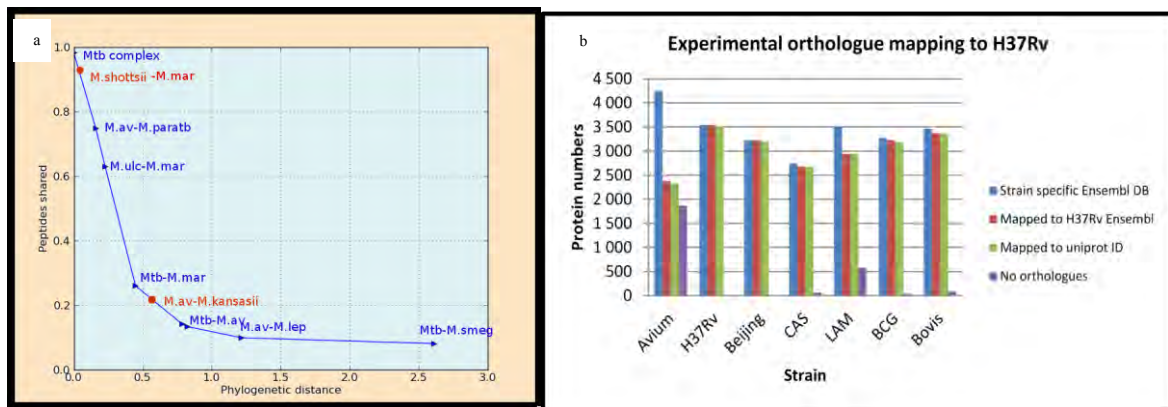 a
1.0
0.8
0.6
0.4
0.2
0.0
Peptides shared
Mtb complex
M.shottsii -M.mar
M.av-M.paratb
M.ulc-M.mar
Mtb-M.mar
M.av-M.kansasii
Mtb-M.av
M.av-M.lep
Mtb-M.smeg
0.0 0.5 1.0 1.5 2.0 2.5 3.0
Phylogenetic distance
b
Experimental orthologue mapping to H37Rv
4 500
4 000
3 500
3 000
2 500
2 000
1 500
1 000
500
0
Protein numbers
Avium
H37Rv
Beijing
CAS
LAM
BCG
Bovis
Strain
Strain specific Ensembl DB
Mapped to H37Rv Ensembl
Mapped to uniprot ID
No orthologues